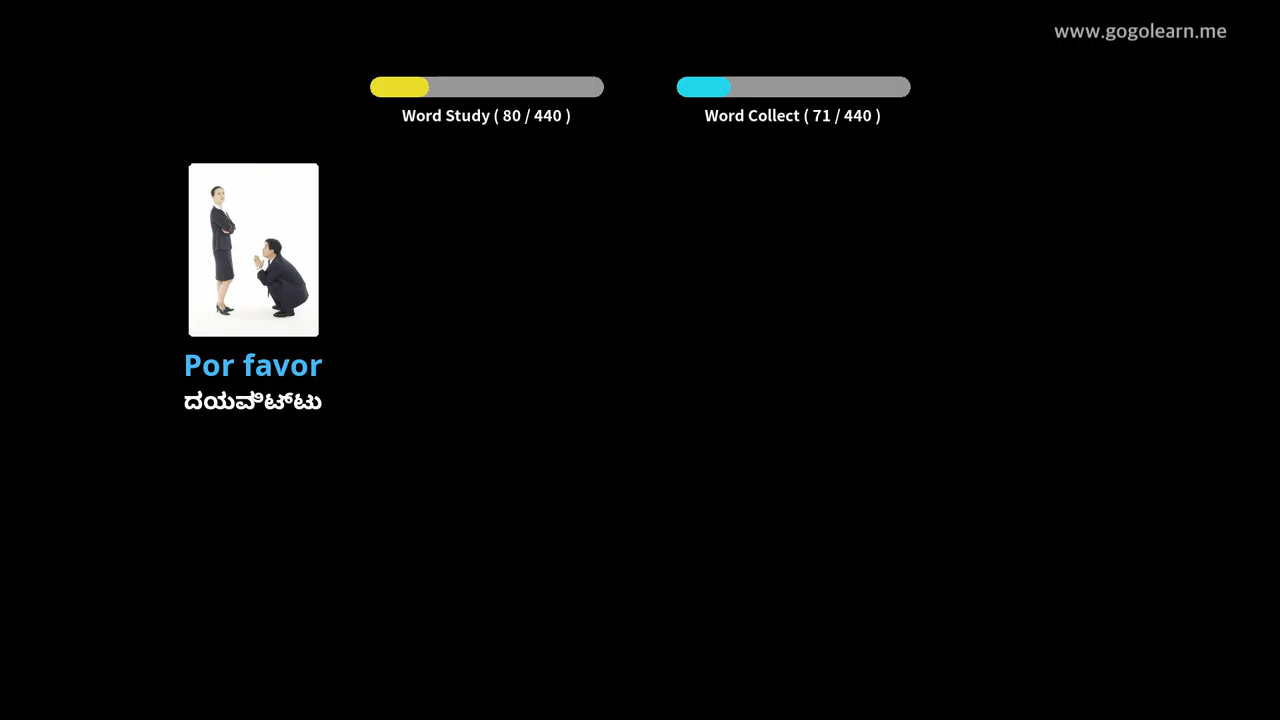 www.gogolearn.me
Word Study ( 80 / 440 )
Word Collect ( 71 / 440 )
Por favor
ದಯವಿಟ್ಟು